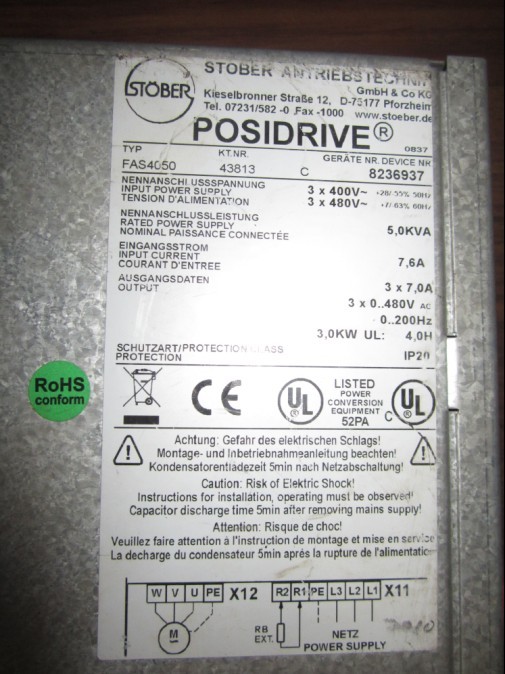 STÖBER
STÖBER ANTRIEBSTECHNIK
GmbH & Co KG
Kieselbronner Straße 12, D-75177 Pforzheim
Tel. 07231/582 -0 ,Fax -1000 www.stoeber.de
POSIDRIVE®
0837
TYP KT.NR. GERÄTE NR. DEVICE NR
FAS4050 43813 C 8236937
NENNANSCHLUSSSPANNUNG
INPUT POWER SUPPLY 3 x 400V~ +28/-55% 50Hz
TENSION D'ALIMENTATION 3 x 480V~
NENNANSCHLUSSLEISTUNG
RATED POWER SUPPLY 5,0KVA
NOMINAL PAISSANCE CONNECTÉE
EINGANGSSTROM
INPUT CURRENT 7,6A
COURANT D'ENTREE
AUSGANGSDATEN
OUTPUT 3 x 7,0A
3 x 0..480V AC
0..200Hz
3,0KW UL: 4,0H
SCHUTZART/PROTECTION CLASS
PROTECTION IP20
RoHS
conform
CE
UL
LISTED
POWER
CONVERSION
EQUIPMENT
52PA
C UL
Achtung: Gefahr des elektrischen Schlags!
Montage- und Inbetriebnahmeanleitung beachten!
Kondensatorentladezeit 5min nach Netzabschaltung!
Caution: Risk of Elektric Shock!
Instructions for installation, operating must be observed!
Capacitor discharge time 5min after removing mains supply!
Attention: Risque de choc!
Veuillez faire attention à l'instruction de montage et mise en service
La decharge du condensateur 5min aprés la rupture de l'alimentation
W V U PE X12 R2 R1 PE L3 L2 L1 X11
M
RB
EXT.
NETZ
POWER SUPPLY